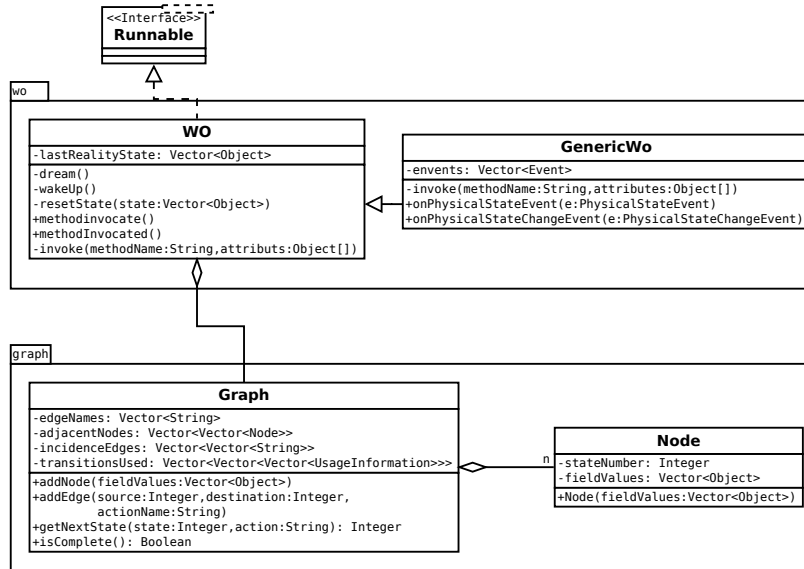 <<Interface>>
Runnable
wo
WO
-lastRealityState: Vector<Object>
-dream()
-wakeUp()
-resetState(state:Vector<Object>)
+methodinvocate()
+methodInvocated()
-invoke(methodName:String,attributs:Object[])
GenericWo
-envents: Vector<Event>
-invoke(methodName:String,attributes:Object[])
+onPhysicalStateEvent(e:PhysicalStateEvent)
+onPhysicalStateChangeEvent(e:PhysicalStateChangeEvent)
graph
Graph
-edgeNames: Vector<String>
-adjacentNodes: Vector<Vector<Node>>
-incidenceEdges: Vector<Vector<String>>
-transitionsUsed: Vector<Vector<Vector<UsageInformation>>>
+addNode(fieldValues:Vector<Object>)
+addEdge(source:Integer,destination:Integer,
actionName:String)
+getNextState(state:Integer,action:String): Integer
+isComplete(): Boolean
n
Node
-stateNumber: Integer
-fieldValues: Vector<Object>
+Node(fieldValues:Vector<Object>)